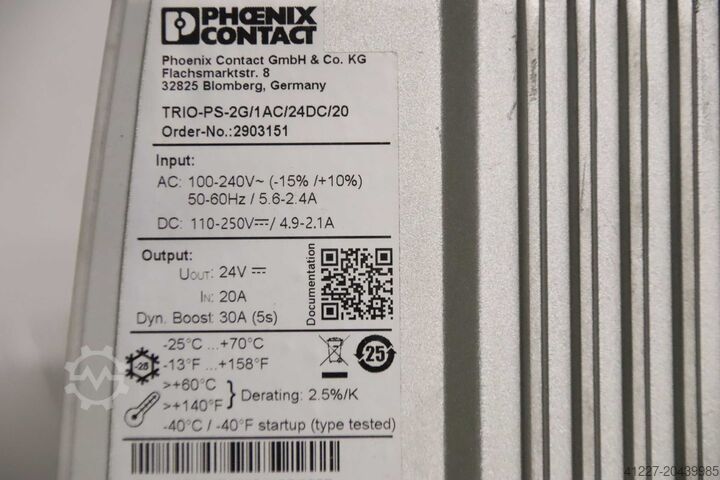 PHŒNIX
CONTACT
Phoenix Contact GmbH & Co. KG
Flachsmarktstr. 8
32825 Blomberg, Germany
TRIO-PS-2G/1AC/24DC/20
Order-No.:2903151
Input:
AC: 100-240V~ (-15% /+10%)
50-60Hz / 5.6-2.4A
DC: 110-250V⎓/ 4.9-2.1A
Output:
UOUT: 24V ⎓
IN: 20A
Dyn. Boost: 30A (5s)
Documentation
-25°C ...+70°C
-13°F ...+158°F
-25
25
>+60°C
>+140°F
Derating: 2.5%/K
-40°C / -40°F startup (type tested)
41227-20439985